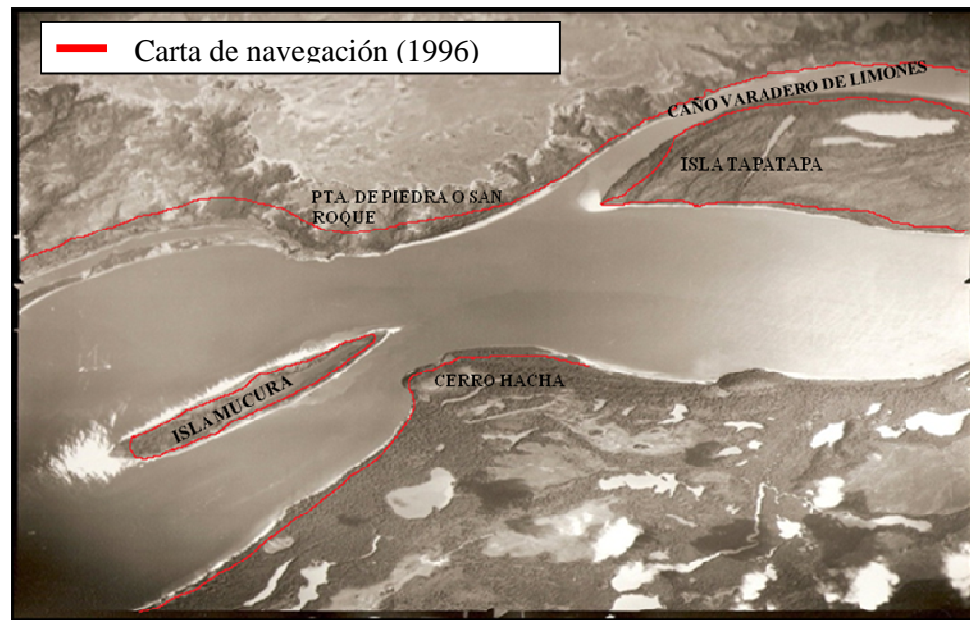 Carta de navegación (1996)
CAÑO VARADERO DE LIMONES
ISLA TAPATAPA
PTA. DE PIEDRA O SAN
ROQUE
ISLA MUCURA
CERRO HACHA